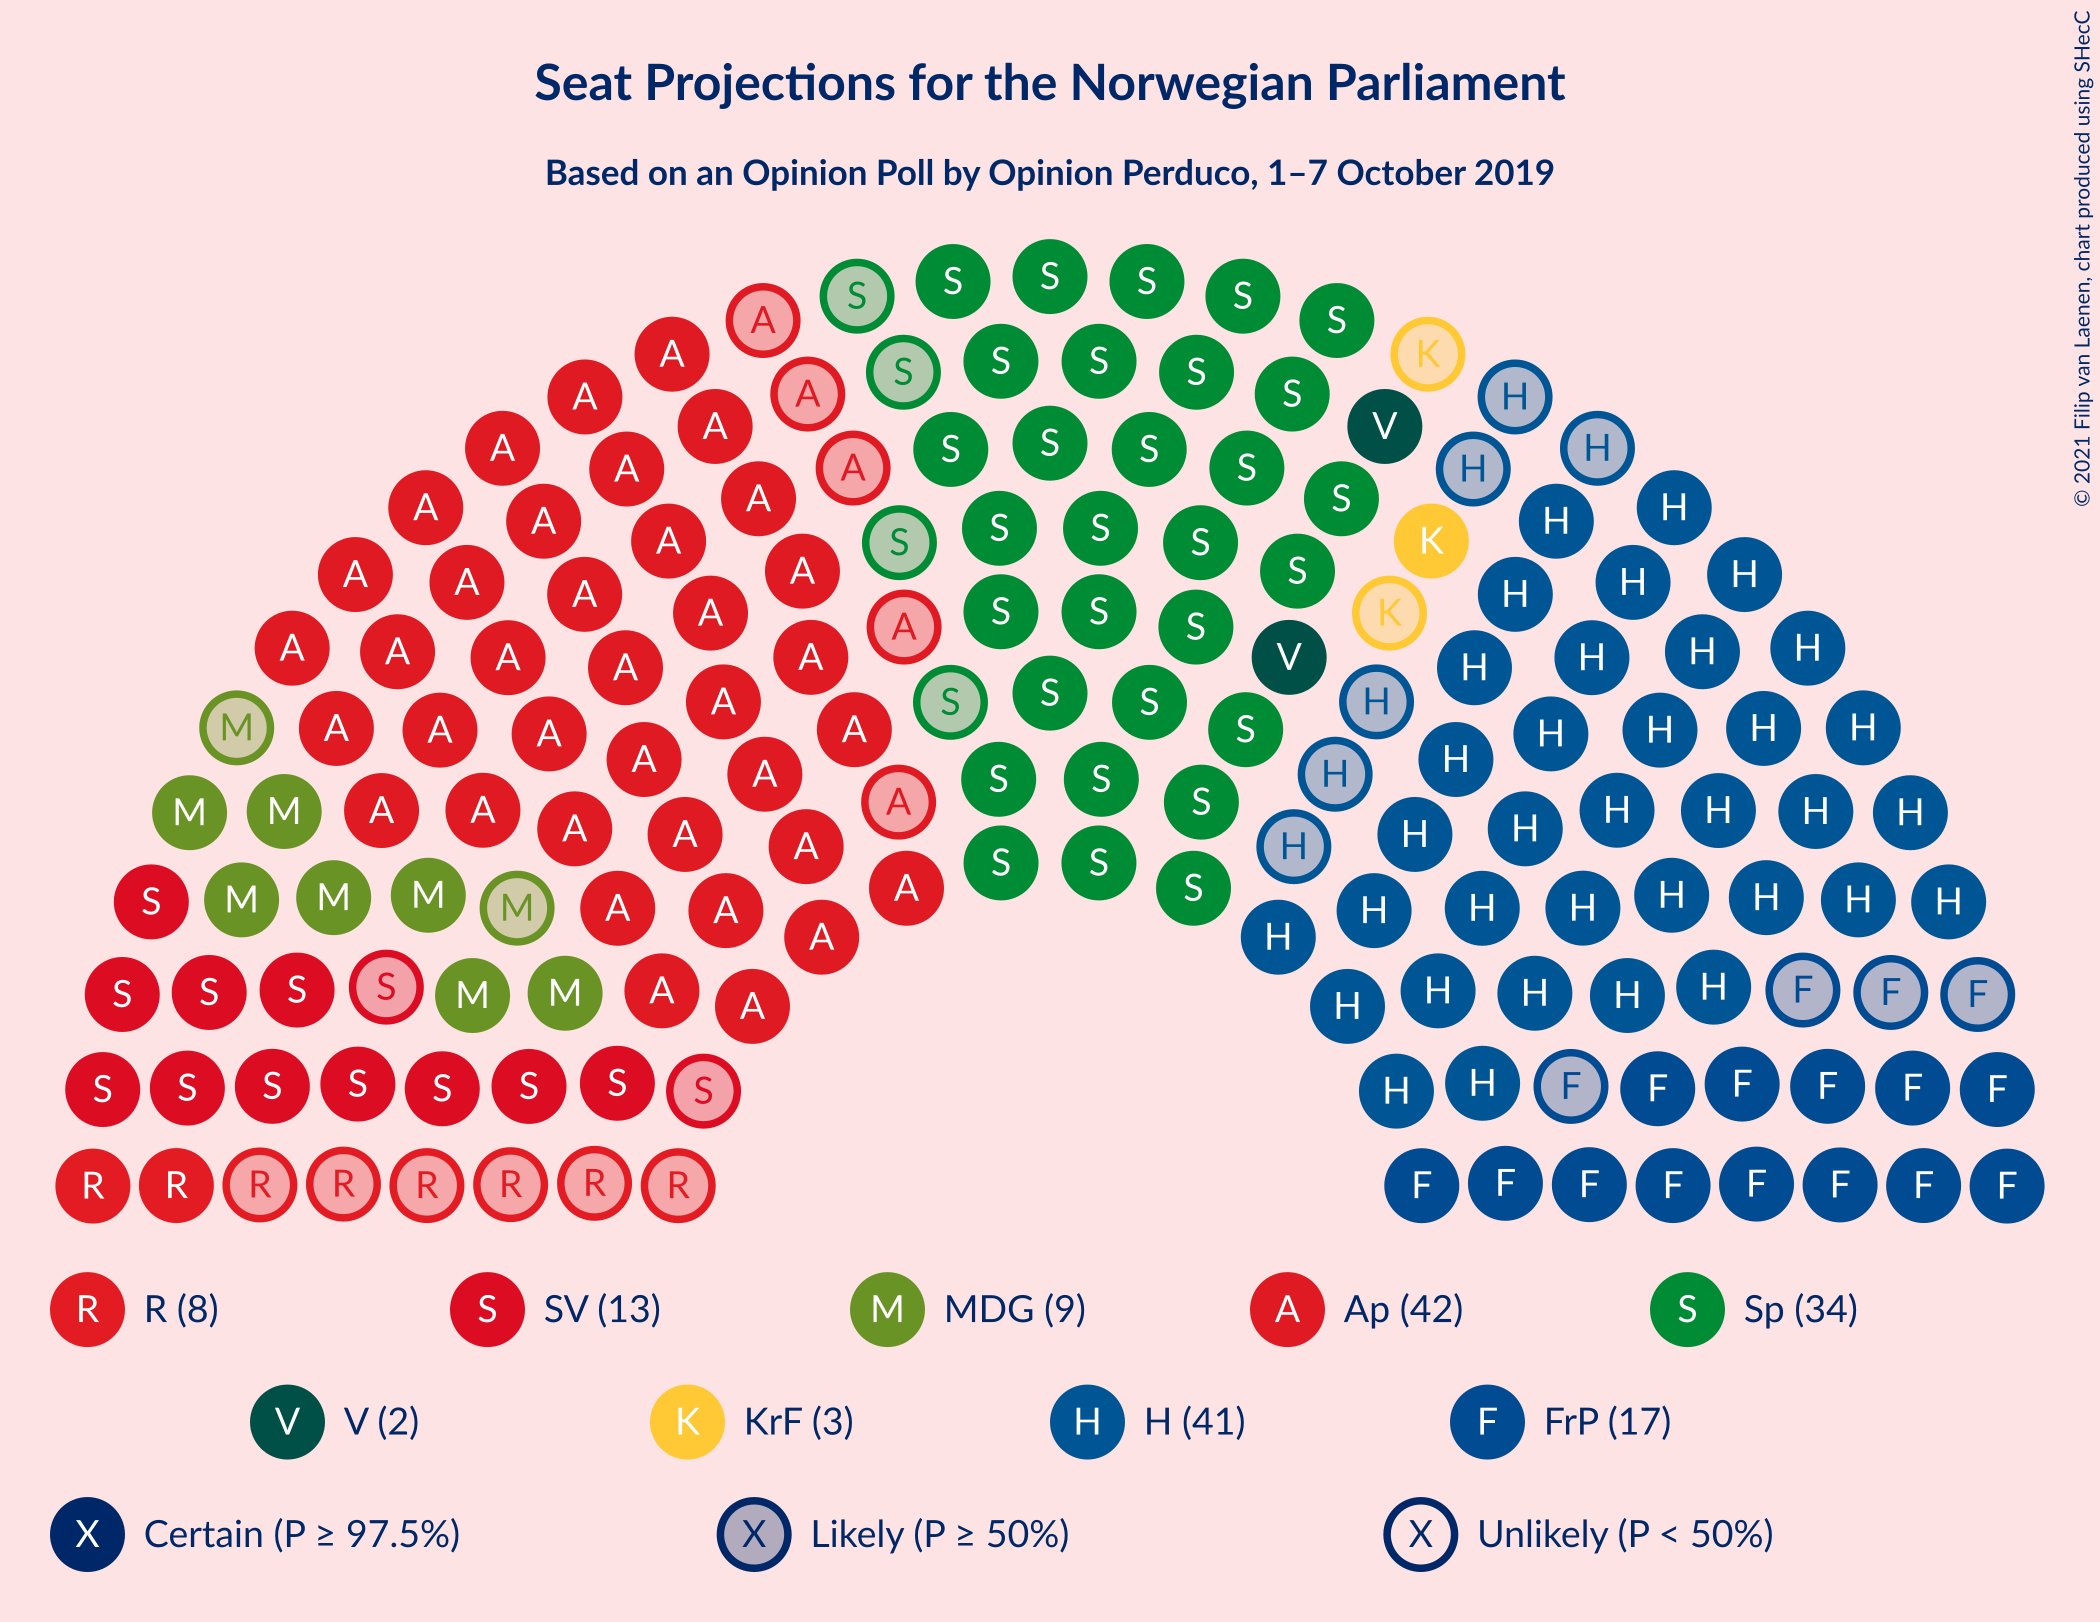 Seat Projections for the Norwegian Parliament
Based on an Opinion Poll by Opinion Perduco, 1–7 October 2019
© 2021 Filip van Laenen, chart produced using SHecC
S S S S S S
A A K
A H
S S S S S
A A V H
A A H
A S S S S S A H H
A A A A A K H H H
S S S S S
A A A A H H H
A A S S S V H H
A A A A A H H H H
M A A A A A S S S S H H H H H H
A A A S S S H H H
M M A A A A A H H H H H H H
S M M M M A A A A S S S H H H H H H H H
S S S S M M A A H H H H H F F F
S S S S S S S S H H F F F F F F
R R R R R R R R F F F F F F F F
R R (8) S SV (13) M MDG (9) A Ap (42) S Sp (34)
V V (2) K KrF (3) H H (41) F FrP (17)
X Certain (P ≥ 97.5%) X Likely (P ≥ 50%) X Unlikely (P < 50%)